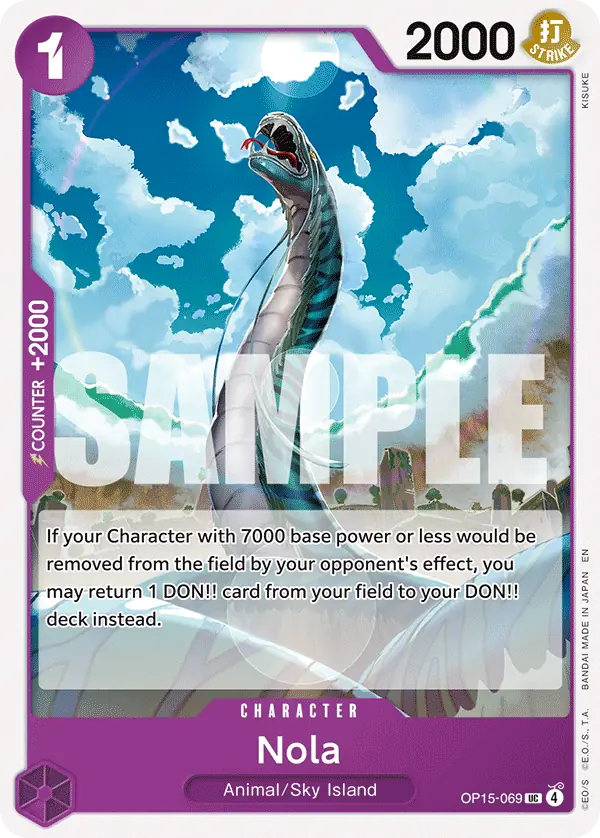 1
2000
打
STRIKE
KISUKE
COUNTER +2000
SAMPLE
If your Character with 7000 base power or less would be
removed from the field by your opponent's effect, you
may return 1 DON!! card from your field to your DON!!
deck instead.
CHARACTER
Nola
Animal/Sky Island
OP15-069 UC 4
©E.O/S ©E.O./S., T.A. BANDAI MADE IN JAPAN EN